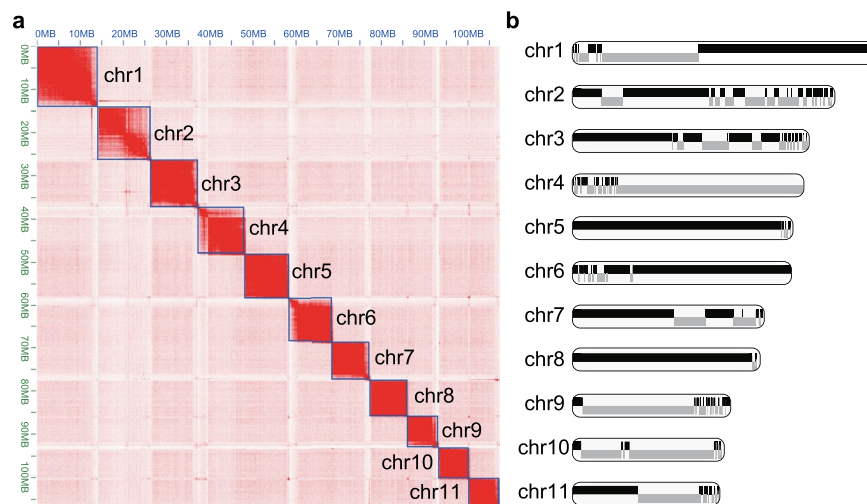 a
0MB 10MB 20MB 30MB 40MB 50MB 60MB 70MB 80MB 90MB 100MB
0MB
10MB
20MB
30MB
40MB
50MB
60MB
70MB
80MB
90MB
100MB
chr1
chr2
chr3
chr4
chr5
chr6
chr7
chr8
chr9
chr10
chr11
b
chr1
chr2
chr3
chr4
chr5
chr6
chr7
chr8
chr9
chr10
chr11